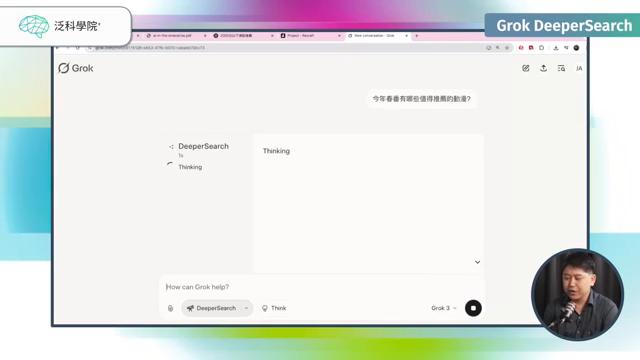 泛科學院
Grok DeeperSearch
ai-in-the-enterprise.pdf
Project - Recraft
New conversation - Grok
Grok
JA
今年春番有哪些值得推薦的動漫?
DeeperSearch
1s
Thinking
Thinking
How can Grok help?
DeeperSearch
Think
Grok 3